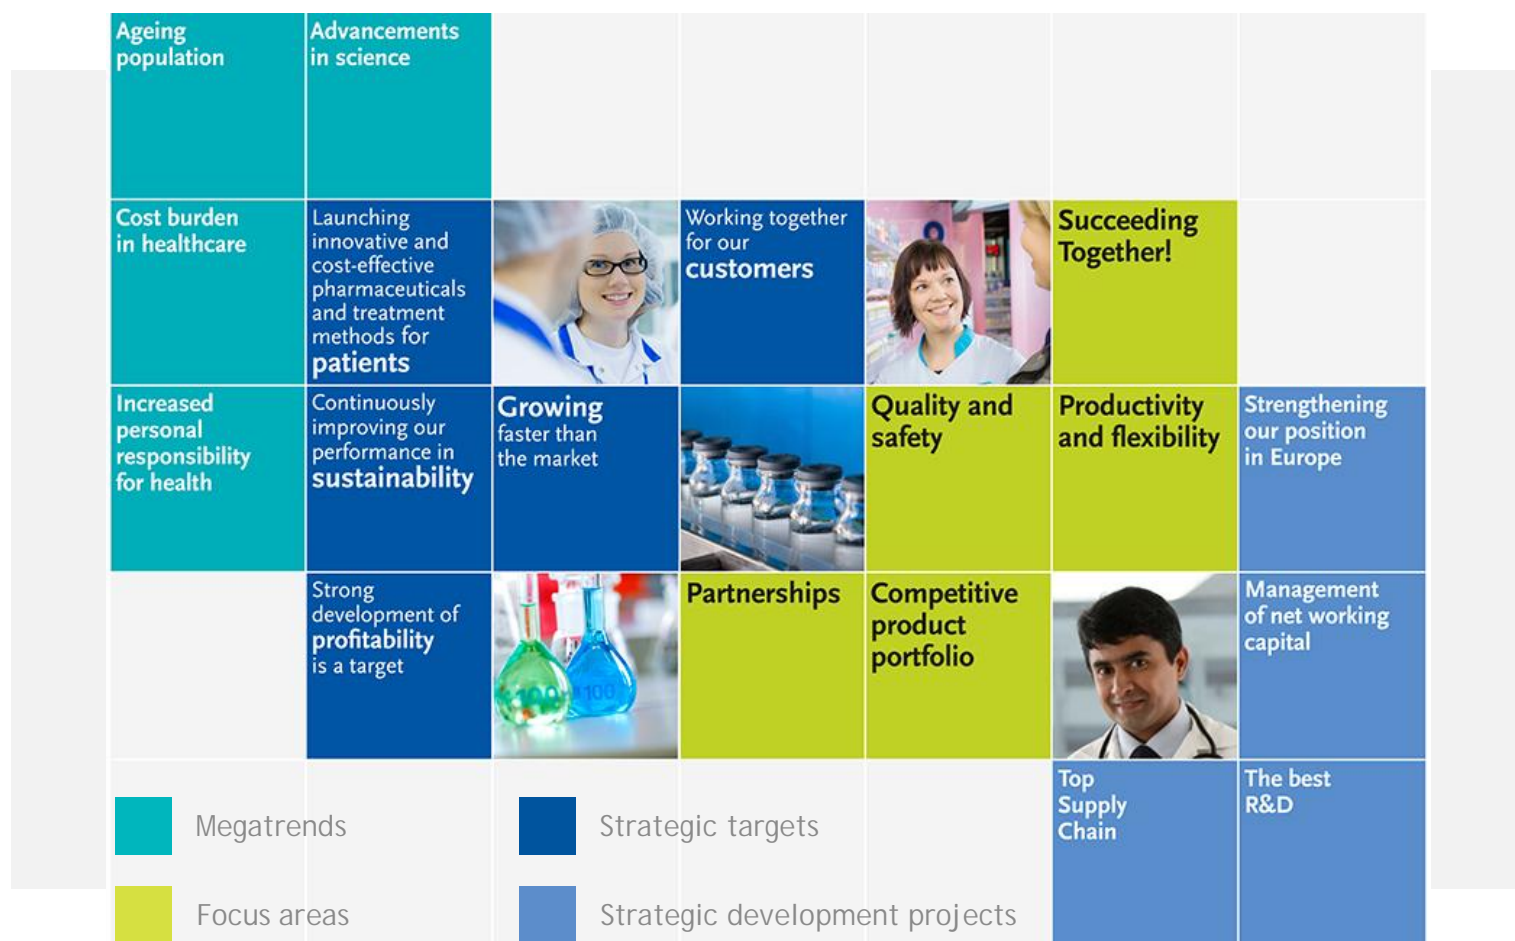 Ageing
population
Advancements
in science
Cost burden
in healthcare
Launching
innovative and
cost-effective
pharmaceuticals
and treatment
methods for
patients
Working together
for our
customers
Succeeding
Together!
Increased
personal
responsibility
for health
Continuously
improving our
performance in
sustainability
Growing
faster than
the market
Quality and
safety
Productivity
and flexibility
Strengthening
our position
in Europe
Strong
development of
profitability
is a target
100
100
Partnerships
Competitive
product
portfolio
Management
of net working
capital
Top
Supply
Chain
The best
R&D
Megatrends
Strategic targets
Focus areas
Strategic development projects